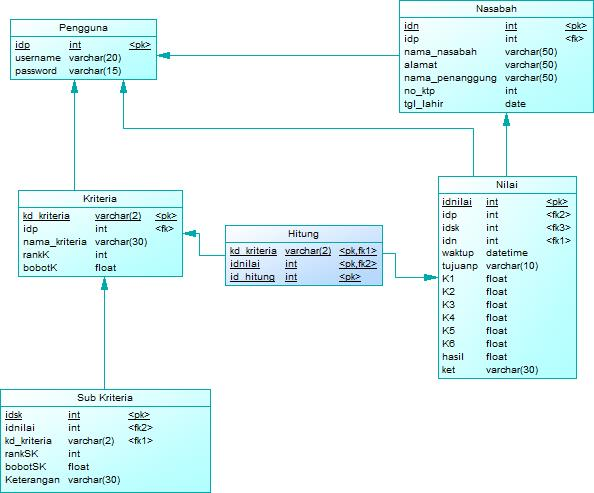 Pengguna
idp int <pk>
username varchar(20)
password varchar(15)
Nasabah
idn int <pk>
idp int <fk>
nama_nasabah varchar(50)
alamat varchar(50)
nama_penanggung varchar(50)
no_ktp int
tgl_lahir date
Kriteria
kd_kriteria varchar(2) <pk>
idp int <fk>
nama_kriteria varchar(30)
rankK int
bobotK float
Hitung
kd_kriteria varchar(2) <pk,fk1>
idnilai int <pk,fk2>
id_hitung int <pk>
Nilai
idnilai int <pk>
idp int <fk2>
idsk int <fk3>
idn int <fk1>
waktup datetime
tujuanp varchar(10)
K1 float
K2 float
K3 float
K4 float
K5 float
K6 float
hasil float
ket varchar(30)
Sub Kriteria
idsk int <pk>
idnilai int <fk2>
kd_kriteria varchar(2) <fk1>
rankSK int
bobotSK float
Keterangan varchar(30)